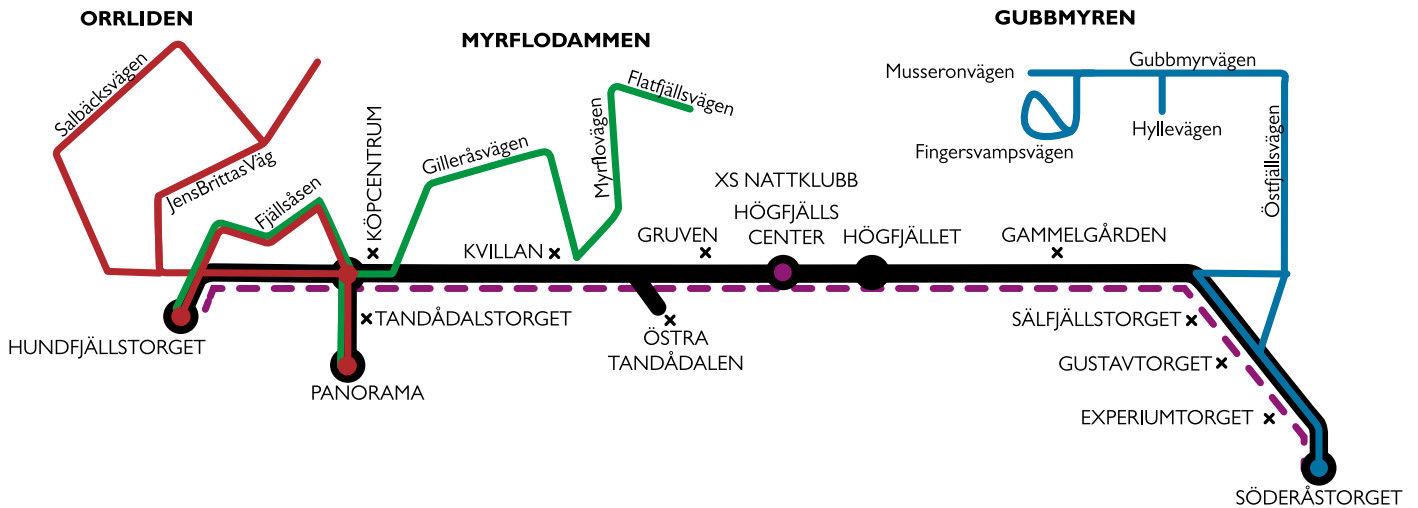 ORRLIDEN
MYRFLODAMMEN
GUBBMYREN
Salbäcksvägen
JensBrittasVäg
Fjällsåsen
KÖPCENTRUM
Gilleråsvägen
Myrflovägen
Flatfjällsvägen
Musseronvägen
Gubbmyrvägen
Hyllevägen
Fingersvampsvägen
Östfjällsvägen
KVILLAN
GRUVEN
XS NATTKLUBB
HÖGFJÄLLS
CENTER
HÖGFJÄLLET
GAMMELGÅRDEN
HUNDFJÄLLSTORGET
TANDÅDALSTORGET
PANORAMA
ÖSTRA
TANDÅDALEN
SÄLFJÄLLSTORGET
GUSTAVTORGET
EXPERIUMTORGET
SÖDERÅSTORGET